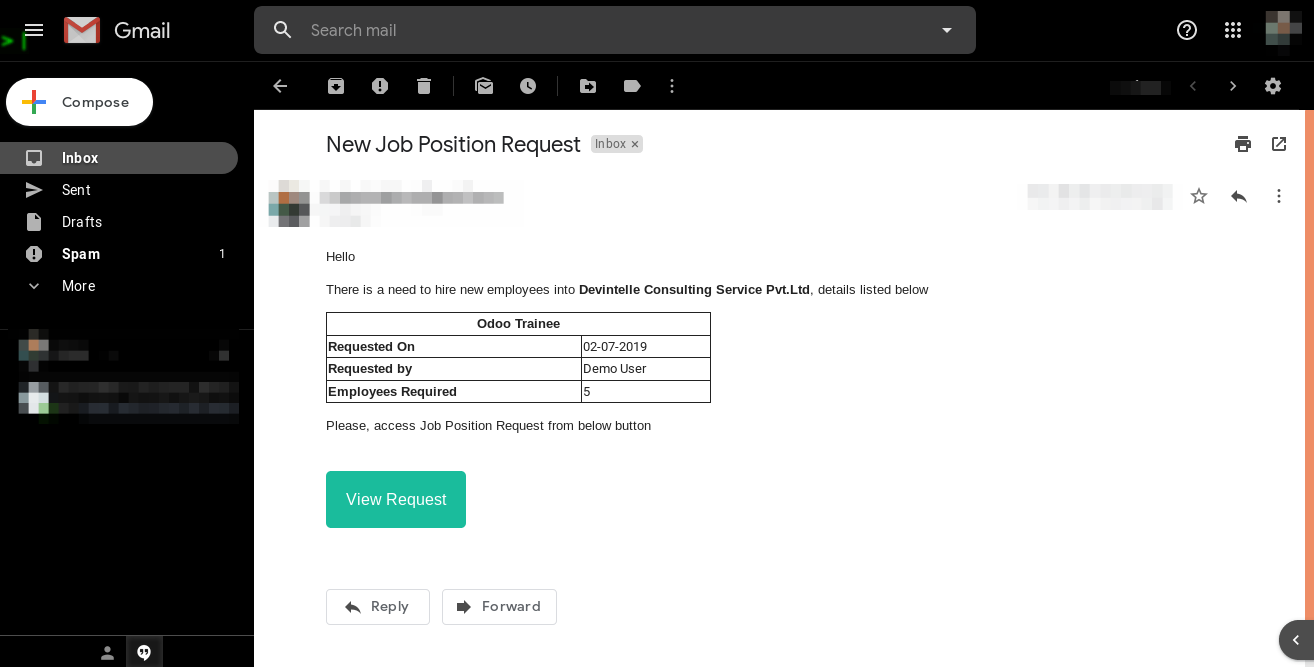 Gmail
Search mail
Compose
Inbox
Sent
Drafts
Spam 1
More
New Job Position Request Inbox ×
Hello
There is a need to hire new employees into Devintelle Consulting Service Pvt.Ltd, details listed below
Odoo Trainee
Requested On 02-07-2019
Requested by Demo User
Employees Required 5
Please, access Job Position Request from below button
View Request
Reply Forward